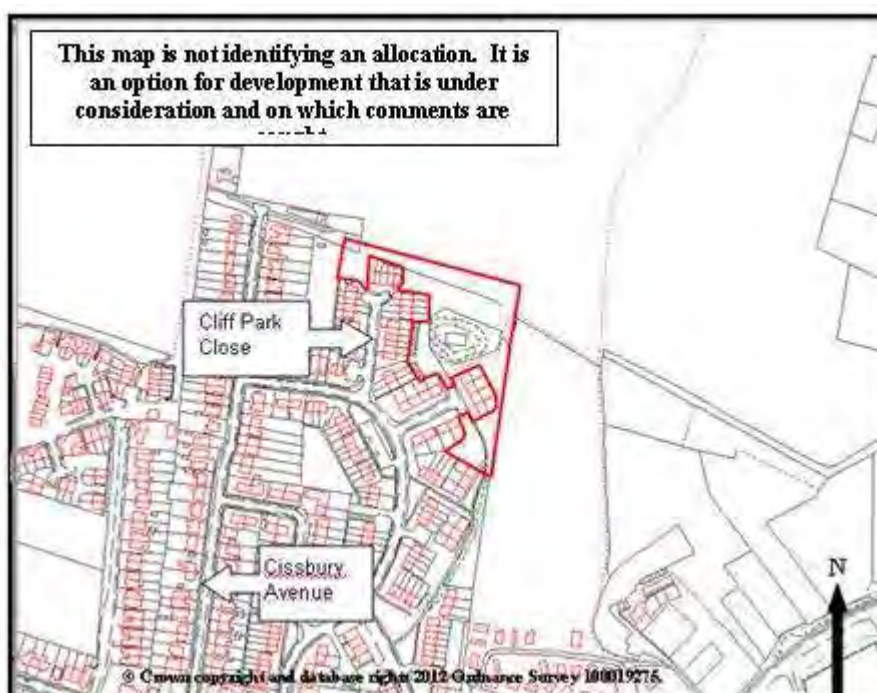 This map is not identifying an allocation. It is
an option for development that is under
consideration and on which comments are
Cliff Park
Close
Cissbury
Avenue
N
© Crown copyright and database rights 2012 Ordnance Survey 100019275.